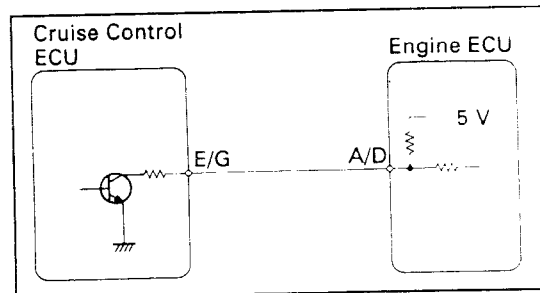 Cruise Control
ECU
Engine ECU
5 V
E/G
A/D